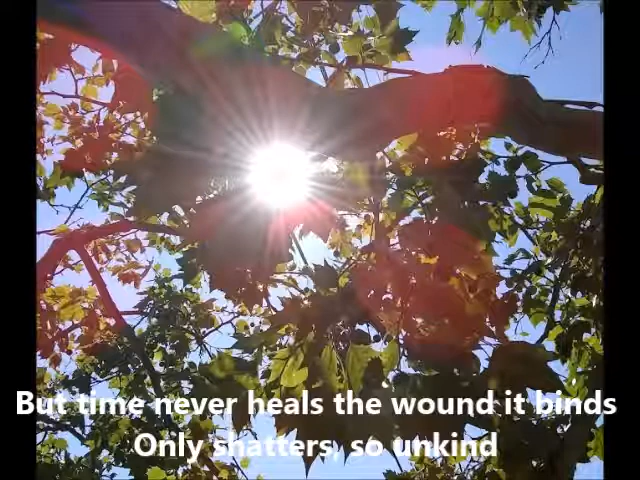 But time never heals the wound it binds
Only shatters, so unkind